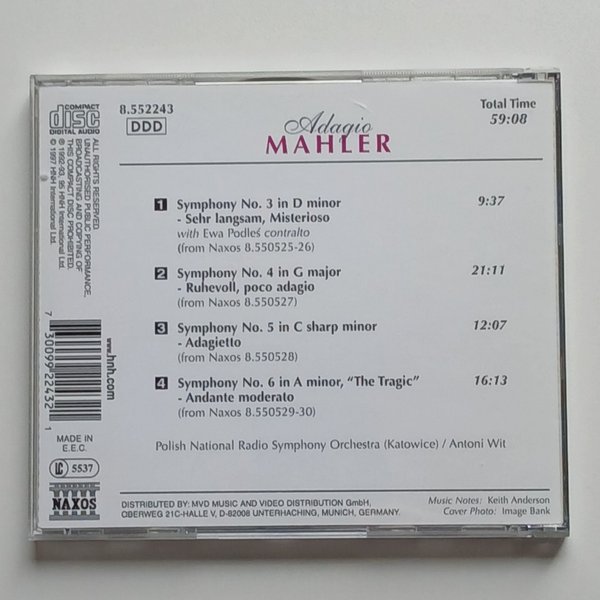 COMPACT
disc
DIGITAL AUDIO
8.552243
DDD
Adagio
MAHLER
Total Time
59:08
ALL RIGHTS RESERVED.
UNAUTHORISED PUBLIC PERFORMANCE,
BROADCASTING AND COPYING OF
THIS COMPACT DISC PROHIBITED.
℗ 1992-93, 95 HNH International Ltd.
© 1997 HNH International Ltd.
1 Symphony No. 3 in D minor 9:37
- Sehr langsam, Misterioso
with Ewa Podleś contralto
(from Naxos 8.550525-26)
2 Symphony No. 4 in G major 21:11
- Ruhevoll, poco adagio
(from Naxos 8.550527)
3 Symphony No. 5 in C sharp minor 12:07
- Adagietto
(from Naxos 8.550528)
4 Symphony No. 6 in A minor, “The Tragic” 16:13
- Andante moderato
(from Naxos 8.550529-30)
7 30099 22432 1
www.hnh.com
MADE IN
E.E.C.
LC 5537
NAXOS
Polish National Radio Symphony Orchestra (Katowice) / Antoni Wit
DISTRIBUTED BY: MVD MUSIC AND VIDEO DISTRIBUTION GmbH,
OBERWEG 21C-HALLE V, D-82008 UNTERHACHING, MUNICH, GERMANY.
Music Notes: Keith Anderson
Cover Photo: Image Bank